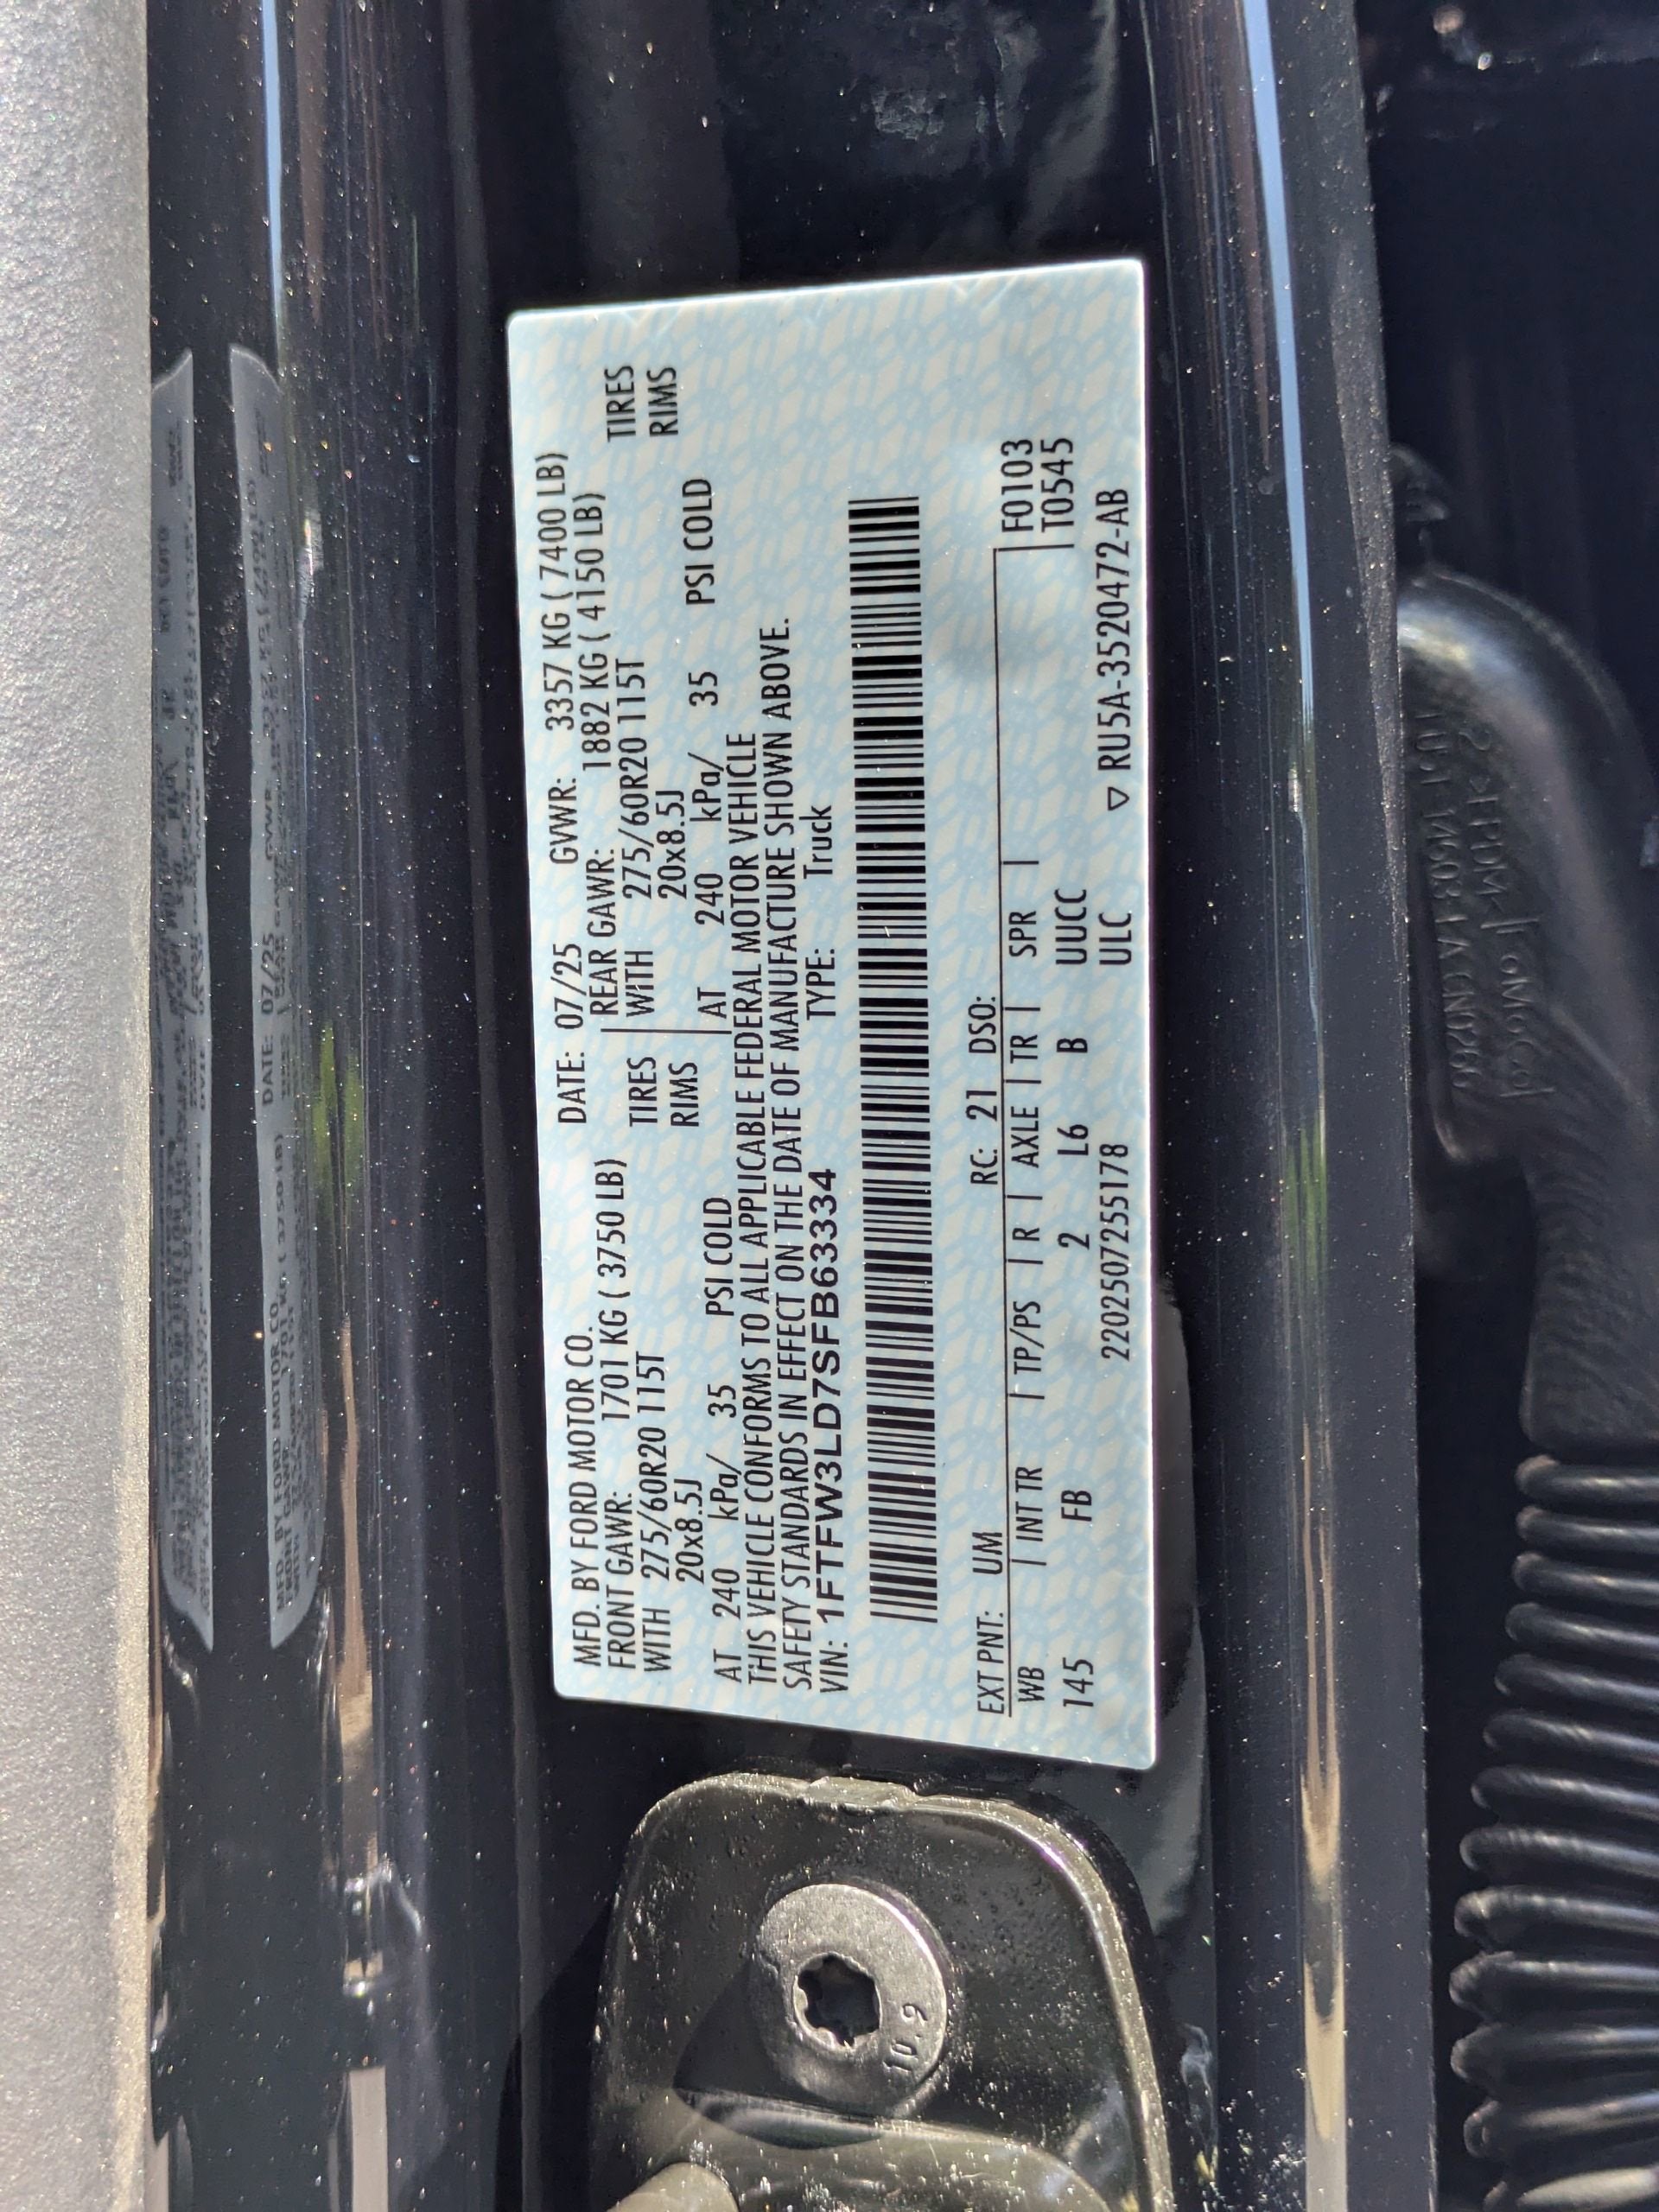 MFD. BY FORD MOTOR CO. DATE: 07/25 GVWR: 3357 KG ( 7400 LB)
FRONT GAWR: 1701 KG ( 3750 LB) REAR GAWR: 1882 KG ( 4150 LB)
WITH 275/60R20 115T TIRES WITH 275/60R20 115T TIRES
20x8.5J RIMS 20x8.5J RIMS
AT 240 kPa/ 35 PSI COLD AT 240 kPa/ 35 PSI COLD
THIS VEHICLE CONFORMS TO ALL APPLICABLE FEDERAL MOTOR VEHICLE
SAFETY STANDARDS IN EFFECT ON THE DATE OF MANUFACTURE SHOWN ABOVE.
VIN: 1FTFW3LD7SFB63334 TYPE: Truck
EXT PNT: UM RC: 21 DSO:
WB | INT TR | TP/PS | R | AXLE | TR | SPR | F0103
145 FB 2 L6 B UUCC T0545
2202507255178 ULC ▽ RU5A-3520472-AB
10.9